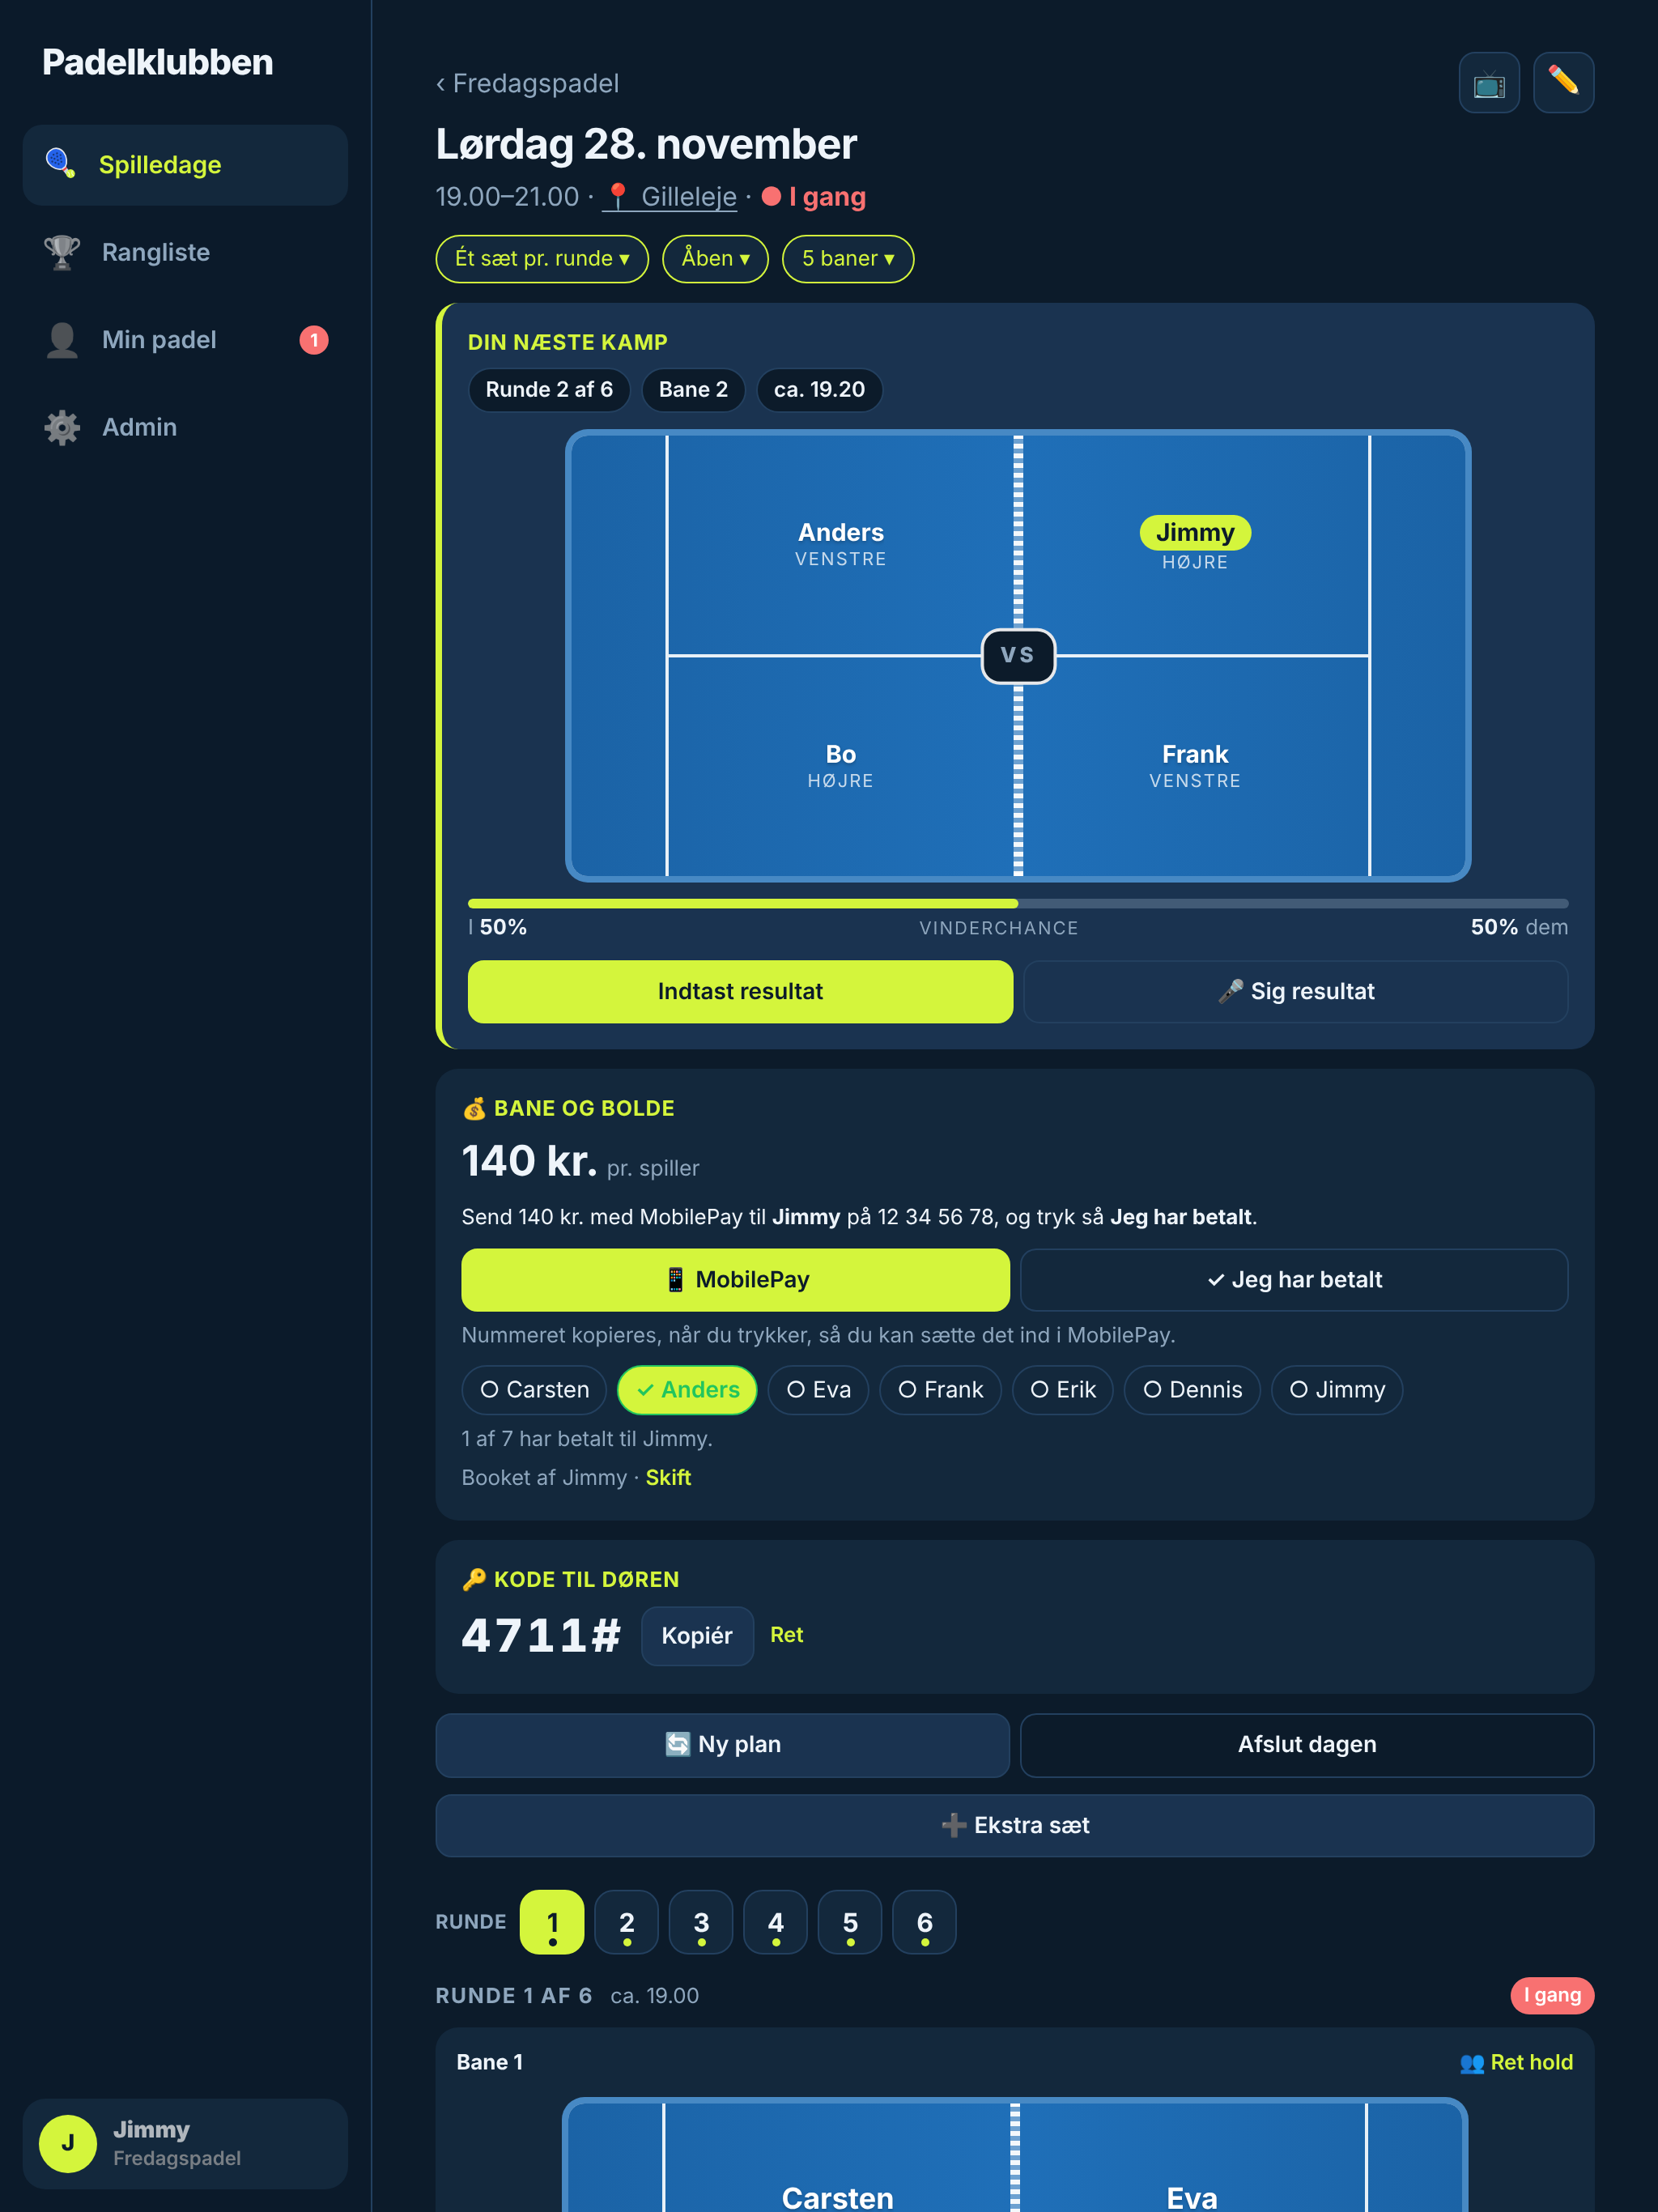 Padelklubben
Spilledage
Rangliste
Min padel 1
Admin
‹ Fredagspadel
Lørdag 28. november
19.00–21.00 · 📍 Gilleleje · I gang
Ét sæt pr. runde ▾ Åben ▾ 5 baner ▾
DIN NÆSTE KAMP
Runde 2 af 6 Bane 2 ca. 19.20
Anders Jimmy
VENSTRE HØJRE
VS
Bo Frank
HØJRE VENSTRE
I 50% VINDERCHANCE 50% dem
Indtast resultat 🎤 Sig resultat
💰 BANE OG BOLDE
140 kr. pr. spiller
Send 140 kr. med MobilePay til Jimmy på 12 34 56 78, og tryk så Jeg har betalt.
📱 MobilePay ✓ Jeg har betalt
Nummeret kopieres, når du trykker, så du kan sætte det ind i MobilePay.
○ Carsten ✓ Anders ○ Eva ○ Frank ○ Erik ○ Dennis ○ Jimmy
1 af 7 har betalt til Jimmy.
Booket af Jimmy · Skift
🔑 KODE TIL DØREN
4711# Kopiér Ret
🔄 Ny plan Afslut dagen
➕ Ekstra sæt
RUNDE 1 2 3 4 5 6
RUNDE 1 AF 6 ca. 19.00 I gang
Bane 1 👥 Ret hold
Carsten Eva
J Jimmy
Fredagspadel